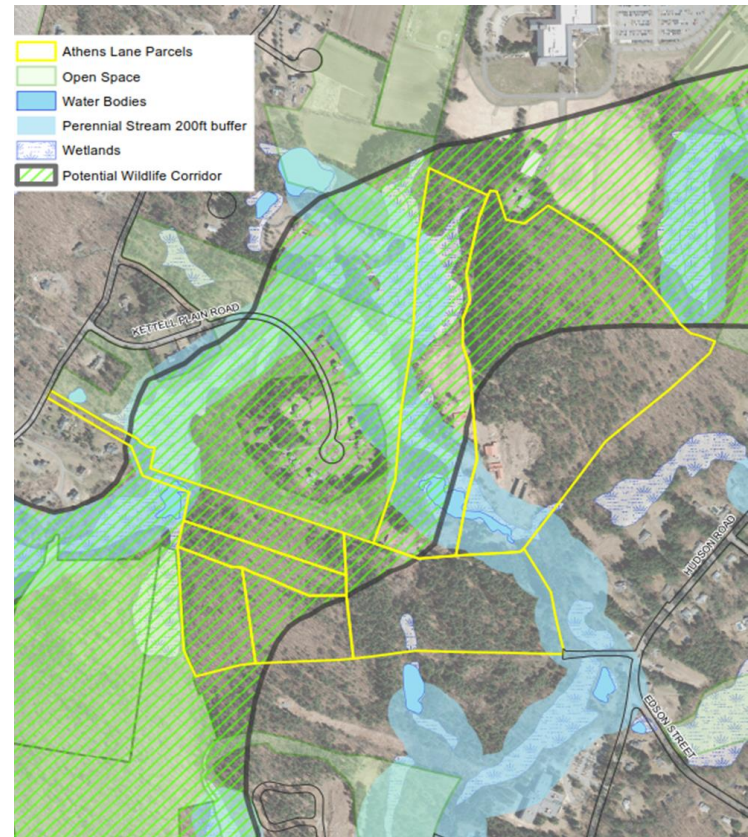 Athens Lane Parcels
Open Space
Water Bodies
Perennial Stream 200ft buffer
Wetlands
Potential Wildlife Corridor
KETTELL PLAIN ROAD
HUDSON ROAD
EDSON STREET